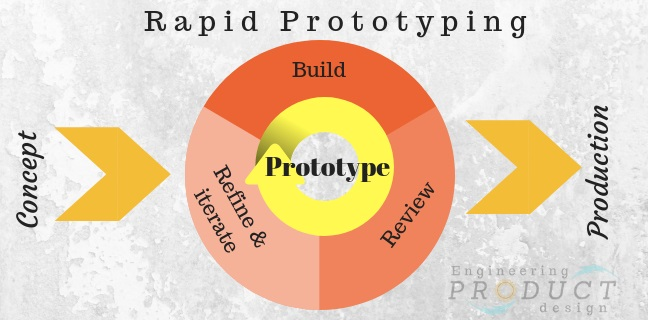 Rapid Prototyping
Concept
Build
Prototype
Refine &
iterate
Review
Production
Engineering
PRODUCT
design